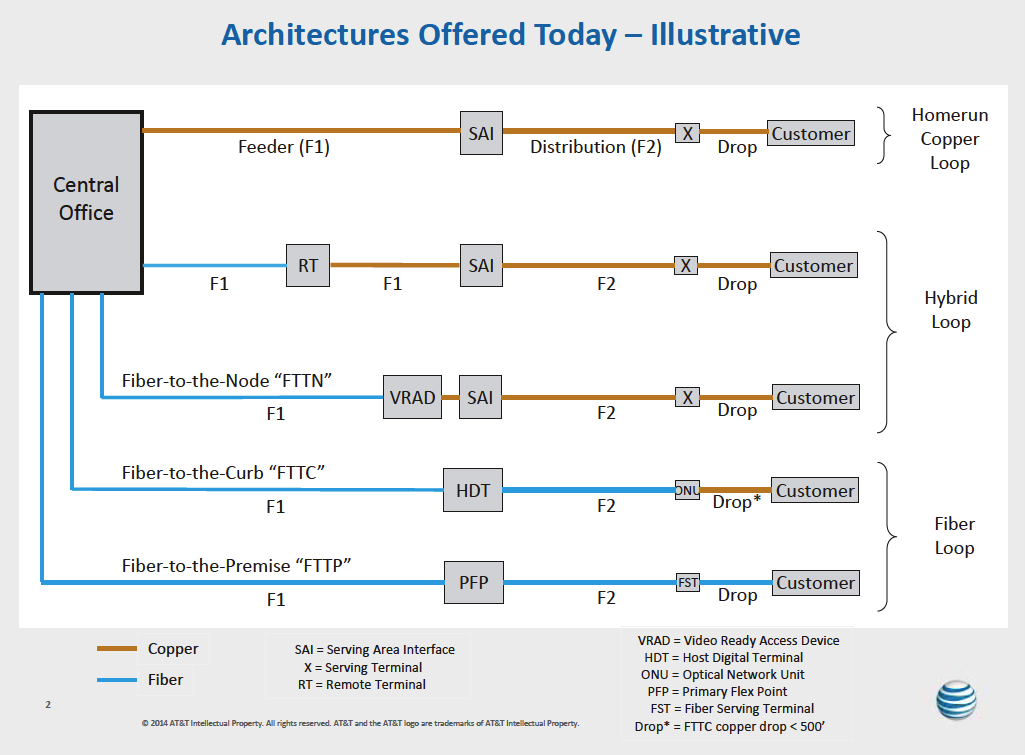 Architectures Offered Today – Illustrative
Central
Office
Feeder (F1)
SAI
Distribution (F2)
X
Drop
Customer
Homerun
Copper
Loop
F1
RT
F1
SAI
F2
X
Drop
Customer
Hybrid
Loop
Fiber-to-the-Node “FTTN”
F1
VRAD
SAI
F2
X
Drop
Customer
Fiber-to-the-Curb “FTTC”
F1
HDT
F2
ONU
Drop*
Customer
Fiber
Loop
Fiber-to-the-Premise “FTTP”
F1
PFP
F2
FST
Drop
Customer
Copper
Fiber
SAI = Serving Area Interface
X = Serving Terminal
RT = Remote Terminal
VRAD = Video Ready Access Device
HDT = Host Digital Terminal
ONU = Optical Network Unit
PFP = Primary Flex Point
FST = Fiber Serving Terminal
Drop* = FTTC copper drop < 500’
2
© 2014 AT&T Intellectual Property. All rights reserved. AT&T and the AT&T logo are trademarks of AT&T Intellectual Property.